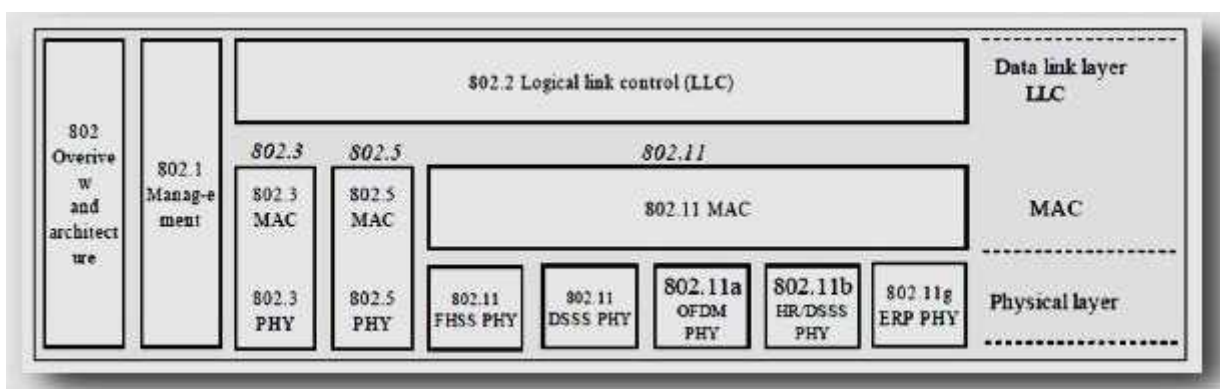 802
Overive
w
and
architect
ure
802.1
Manag-e
ment
802.2 Logical link control (LLC)
Data link layer
LLC
802.3
802.5
802.11
802.3
MAC
802.3
PHY
802.5
MAC
802.5
PHY
802.11 MAC
MAC
802.11
FHSS PHY
802.11
DSSS PHY
802.11a
OFDM
PHY
802.11b
HR/DSSS
PHY
802 11g
ERP PHY
Physical layer